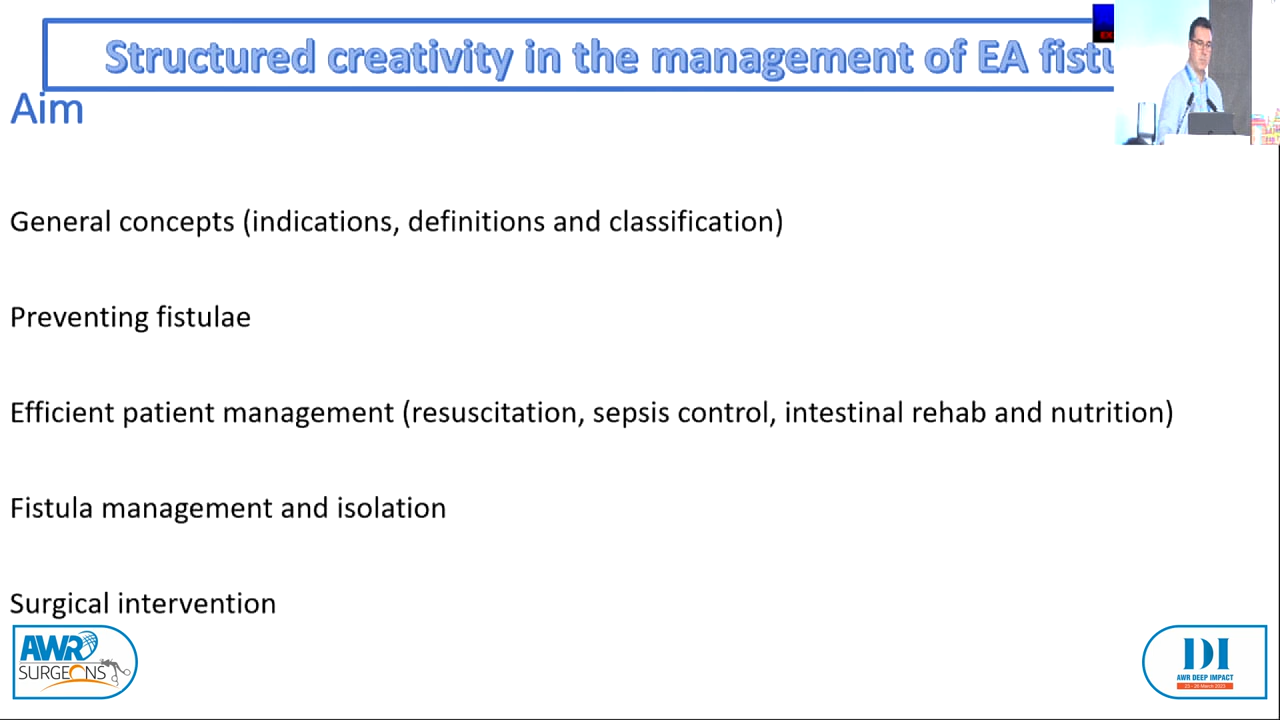 Structured creativity in the management of EA
Aim
General concepts (indications, definitions and classification)
Preventing fistulae
Efficient patient management (resuscitation, sepsis control, intestinal rehab and nutrition)
Fistula management and isolation
Surgical intervention
AWR
SURGEONS
DI
AWR DEEP IMPACT